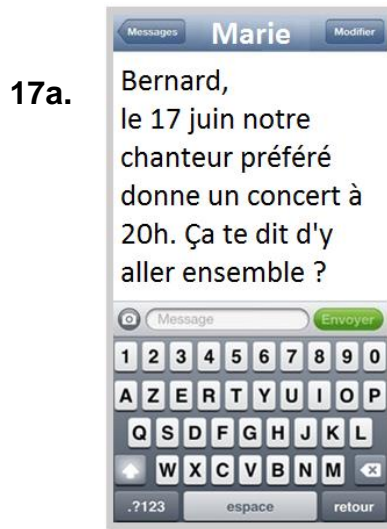 Messages Marie Modifier
17a.
Bernard,
le 17 juin notre
chanteur préféré
donne un concert à
20h. Ça te dit d'y
aller ensemble ?
Message Envoyer
1 2 3 4 5 6 7 8 9 0
A Z E R T Y U I O P
Q S D F G H J K L
W X C V B N M
.?123 espace retour